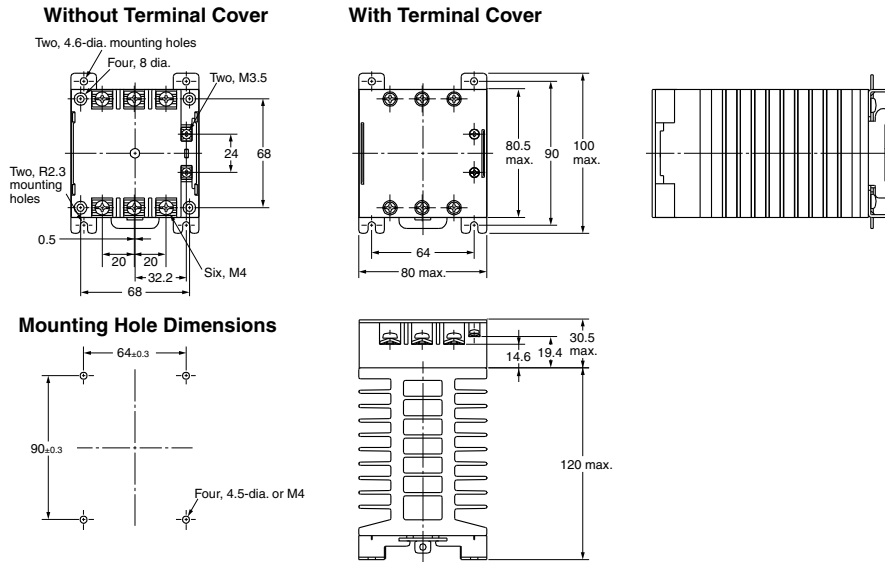 Without Terminal Cover
Two, 4.6-dia. mounting holes
Four, 8 dia.
Two, M3.5
24
68
Two, R2.3
mounting
holes
0.5
20
20
32.2
68
Six, M4
With Terminal Cover
80.5
max.
90
100
max.
64
80 max.
Mounting Hole Dimensions
64±0.3
90±0.3
Four, 4.5-dia. or M4
14.6
19.4
30.5
max.
120 max.